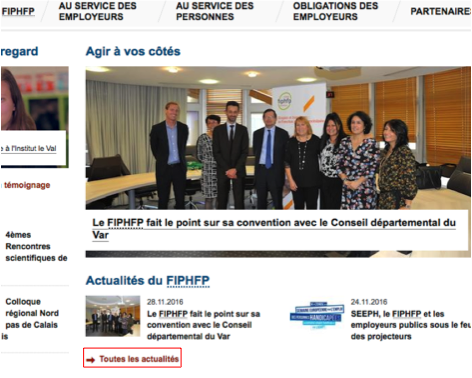 FIPHFP
AU SERVICE DES
EMPLOYEURS
AU SERVICE DES
PERSONNES
OBLIGATIONS DES
EMPLOYEURS
PARTENAIRE
regard
e à l'Institut le Val
témoignage
4èmes
Rencontres
scientifiques de
Colloque
régional Nord
pas de Calais
is
Agir à vos côtés
Le FIPHFP fait le point sur sa convention avec le Conseil départemental du
Var
Actualités du FIPHFP
28.11.2016
Le FIPHFP fait le point sur sa
convention avec le Conseil
départemental du Var
24.11.2016
SEEPH, le FIPHFP et les
employeurs publics sous le feu
des projecteurs
Toutes les actualités